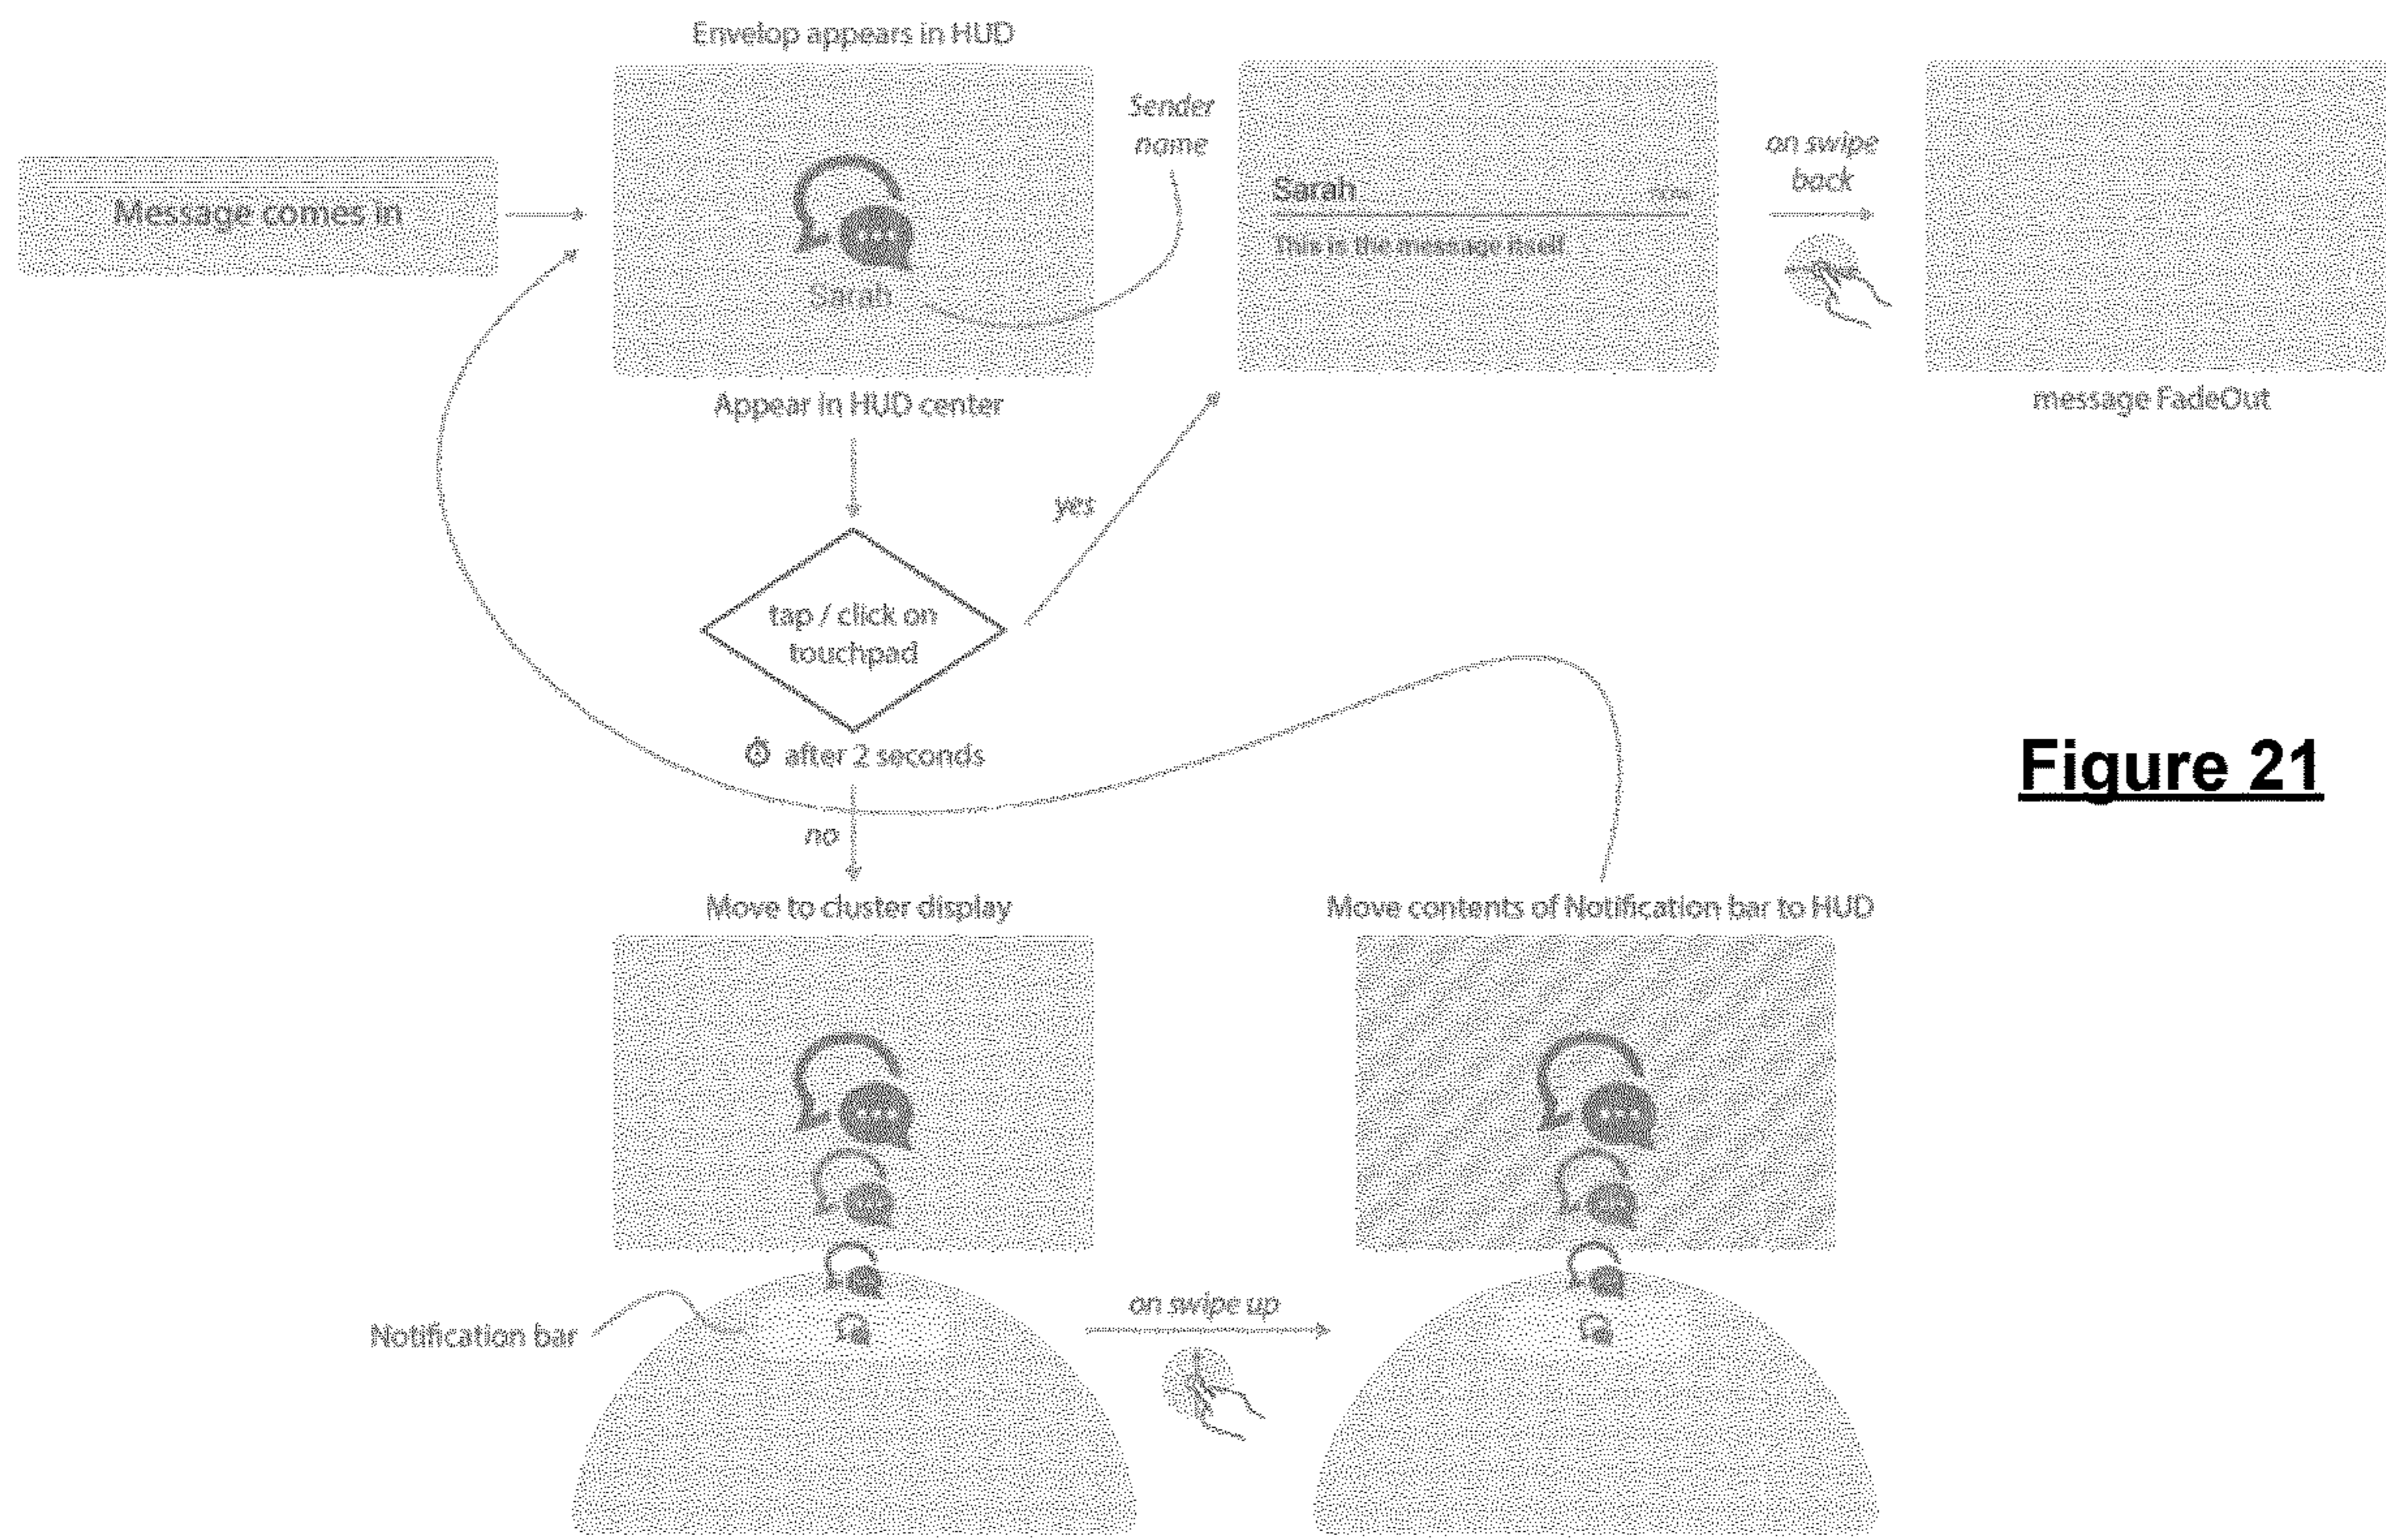 Envelop appears in HUD
Message comes in
Sarah
Appear in HUD center
Sender
name
Sarah
This is the message itself
on swipe
back
message FadeOut
yes
tap / click on
touchpad
after 2 seconds
no
Figure 21
Move to cluster display
Move contents of Notification bar to HUD
Notification bar
on swipe up